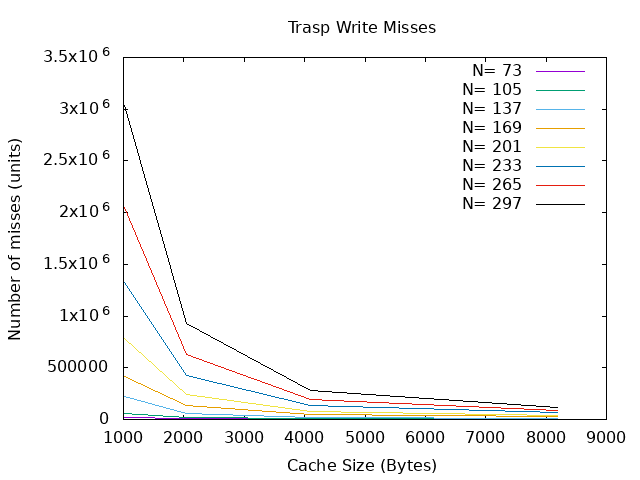 Trasp Write Misses
Number of misses (units)
3.5x10^6
3x10^6
2.5x10^6
2x10^6
1.5x10^6
1x10^6
500000
0
N= 73
N= 105
N= 137
N= 169
N= 201
N= 233
N= 265
N= 297
1000 2000 3000 4000 5000 6000 7000 8000 9000
Cache Size (Bytes)